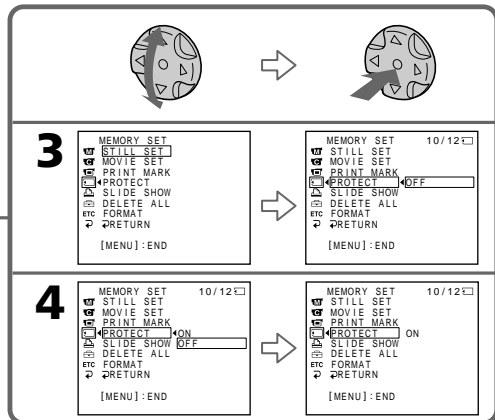 3
MEMORY SET
STILL SET
MOVIE SET
PRINT MARK
PROTECT
SLIDE SHOW
DELETE ALL
ETC FORMAT
RETURN
[MENU] : END
MEMORY SET 10/12
STILL SET
MOVIE SET
PRINT MARK
PROTECT OFF
SLIDE SHOW
DELETE ALL
ETC FORMAT
RETURN
[MENU] : END
4
MEMORY SET 10/12
STILL SET
MOVIE SET
PRINT MARK
PROTECT ON
SLIDE SHOW OFF
DELETE ALL
ETC FORMAT
RETURN
[MENU] : END
MEMORY SET 10/12
STILL SET
MOVIE SET
PRINT MARK
PROTECT ON
SLIDE SHOW
DELETE ALL
ETC FORMAT
RETURN
[MENU] : END